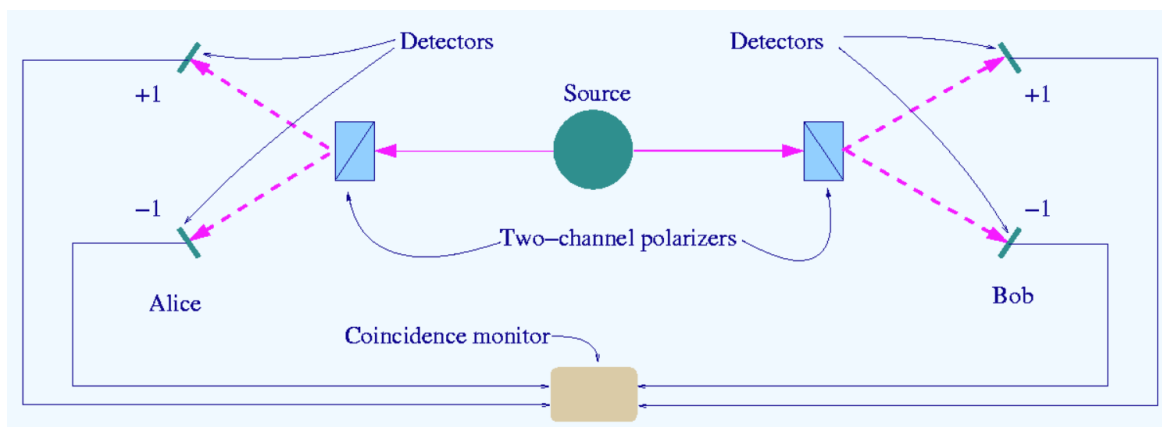 Detectors
Detectors
Source
+1
+1
−1
−1
Two−channel polarizers
Alice
Bob
Coincidence monitor